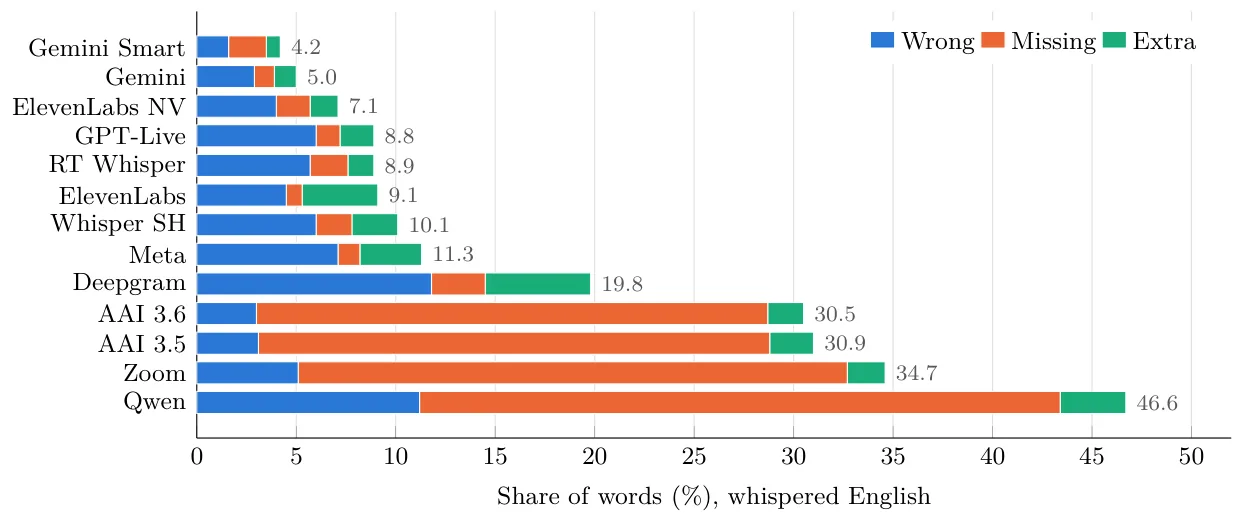 Wrong Missing Extra
Gemini Smart 4.2
Gemini 5.0
ElevenLabs NV 7.1
GPT-Live 8.8
RT Whisper 8.9
ElevenLabs 9.1
Whisper SH 10.1
Meta 11.3
Deepgram 19.8
AAI 3.6 30.5
AAI 3.5 30.9
Zoom 34.7
Qwen 46.6
0 5 10 15 20 25 30 35 40 45 50
Share of words (%), whispered English